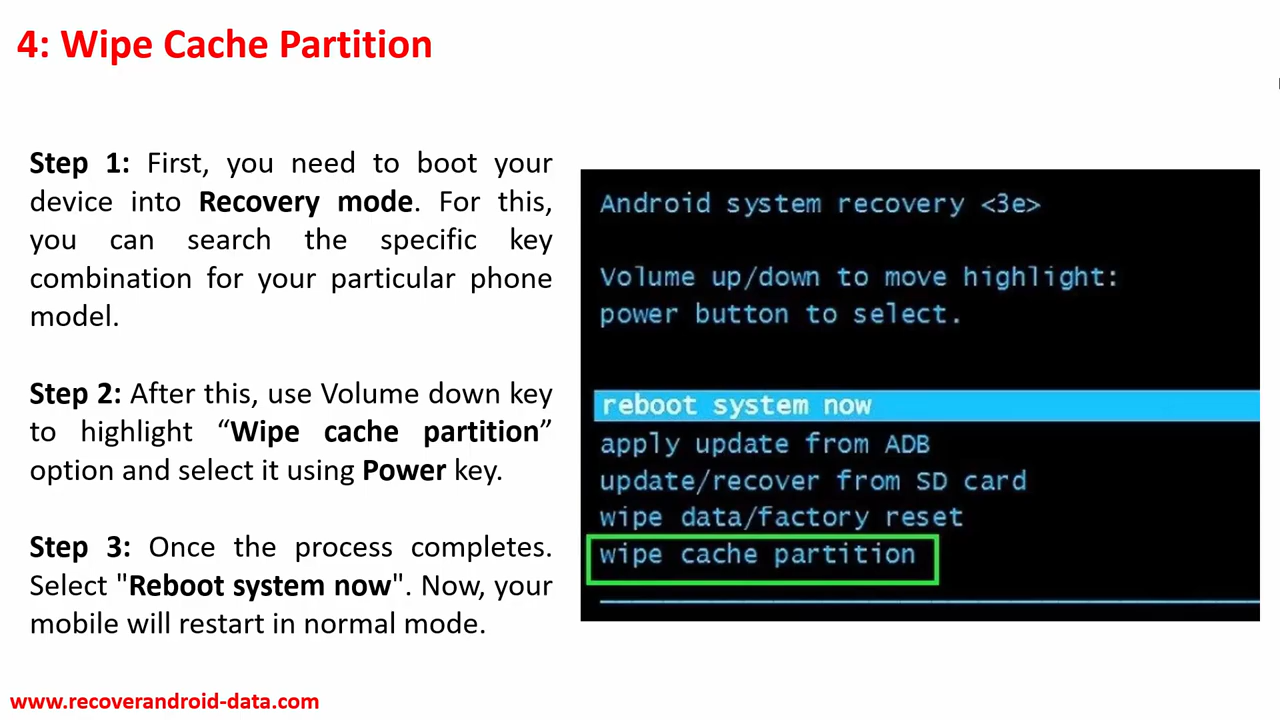 4: Wipe Cache Partition
Step 1: First, you need to boot your
device into Recovery mode. For this,
you can search the specific key
combination for your particular phone
model.
Step 2: After this, use Volume down key
to highlight “Wipe cache partition”
option and select it using Power key.
Step 3: Once the process completes.
Select "Reboot system now". Now, your
mobile will restart in normal mode.
Android system recovery <3e>
Volume up/down to move highlight:
power button to select.
reboot system now
apply update from ADB
update/recover from SD card
wipe data/factory reset
wipe cache partition
www.recoverandroid-data.com